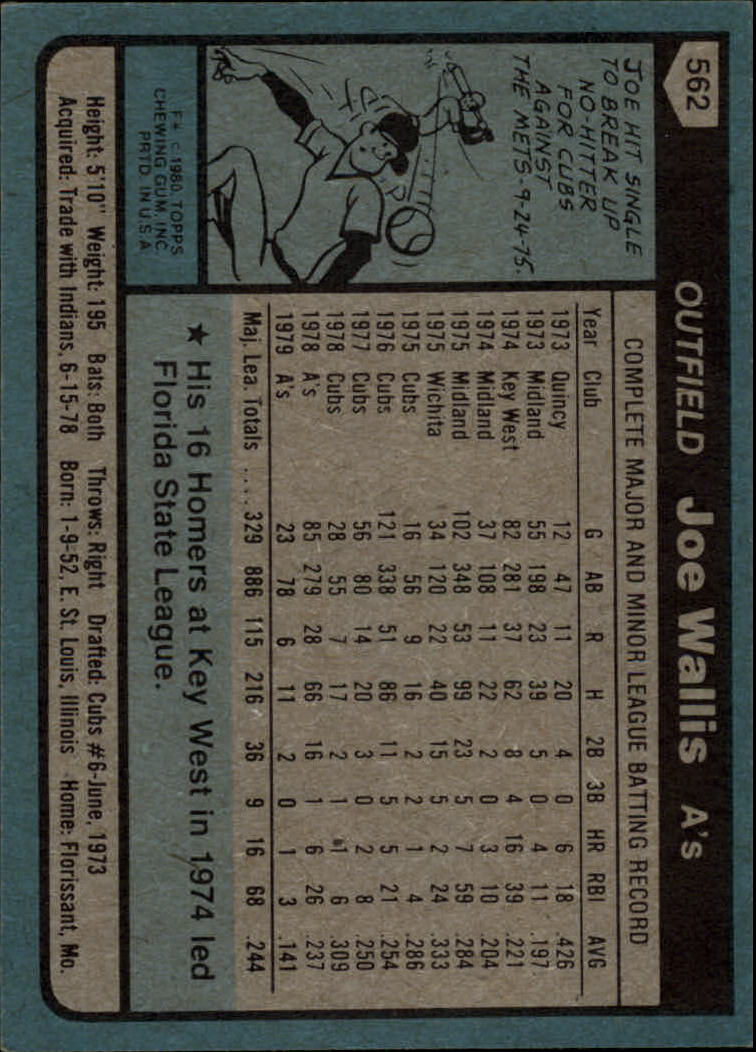 562
OUTFIELD Joe Wallis A's
JOE HIT SINGLE
TO BREAK UP
NO-HITTER
FOR CUBS
AGAINST
THE METS-9-24-75.
COMPLETE MAJOR AND MINOR LEAGUE BATTING RECORD
Year Club G AB R H 2B 3B HR RBI AVG
1973 Quincy 12 47 11 20 4 0 6 18 .426
1973 Midland 55 198 23 39 5 0 4 11 .197
1974 Key West 82 281 37 62 8 4 16 39 .221
1974 Midland 37 108 11 22 2 0 3 10 .204
1975 Midland 102 348 53 99 23 5 7 59 .284
1975 Wichita 34 120 22 40 15 5 2 24 .333
1975 Cubs 16 56 9 16 2 2 1 4 .286
1976 Cubs 121 338 51 86 11 5 5 21 .254
1977 Cubs 56 80 14 20 3 0 2 8 .250
1978 Cubs 28 55 7 17 2 1 1 6 .309
1978 A's 85 279 28 66 16 1 6 26 .237
1979 A's 23 78 6 11 2 0 1 3 .141
Maj. Lea. Totals .... 329 886 115 216 36 9 16 68 .244
★ His 16 Homers at Key West in 1974 led
Florida State League.
F* © 1980 TOPPS
CHEWING GUM, INC.
PRTD. IN U.S.A.
Height: 5'10" Weight: 195 Bats: Both Throws: Right Drafted: Cubs #6-June, 1973
Acquired: Trade with Indians, 6-15-78 Born: 1-9-52, E. St. Louis, Illinois Home: Florissant, Mo.